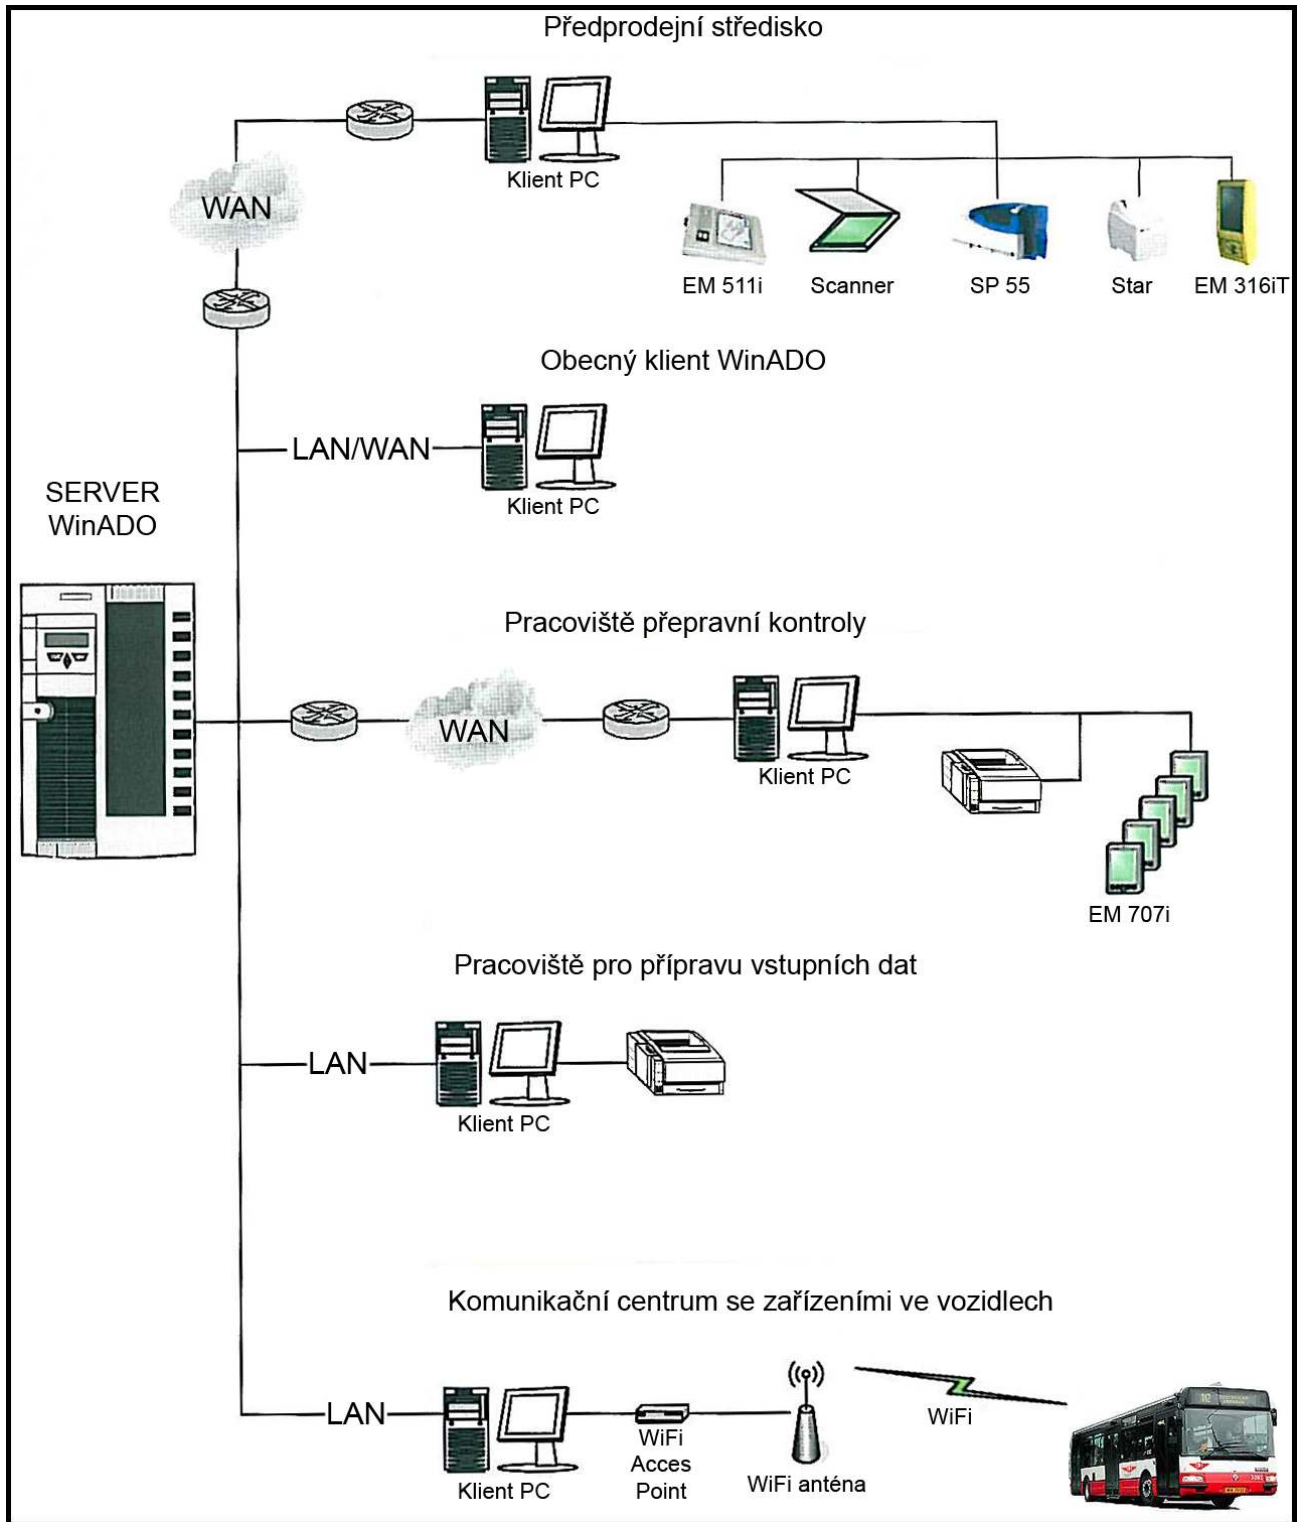 Předprodejní středisko
Klient PC
WAN
EM 511i
Scanner
SP 55
Star
EM 316iT
Obecný klient WinADO
LAN/WAN
Klient PC
SERVER
WinADO
Pracoviště přepravní kontroly
WAN
Klient PC
EM 707i
Pracoviště pro přípravu vstupních dat
LAN
Klient PC
Komunikační centrum se zařízeními ve vozidlech
LAN
Klient PC
WiFi
Acces
Point
WiFi anténa
WiFi